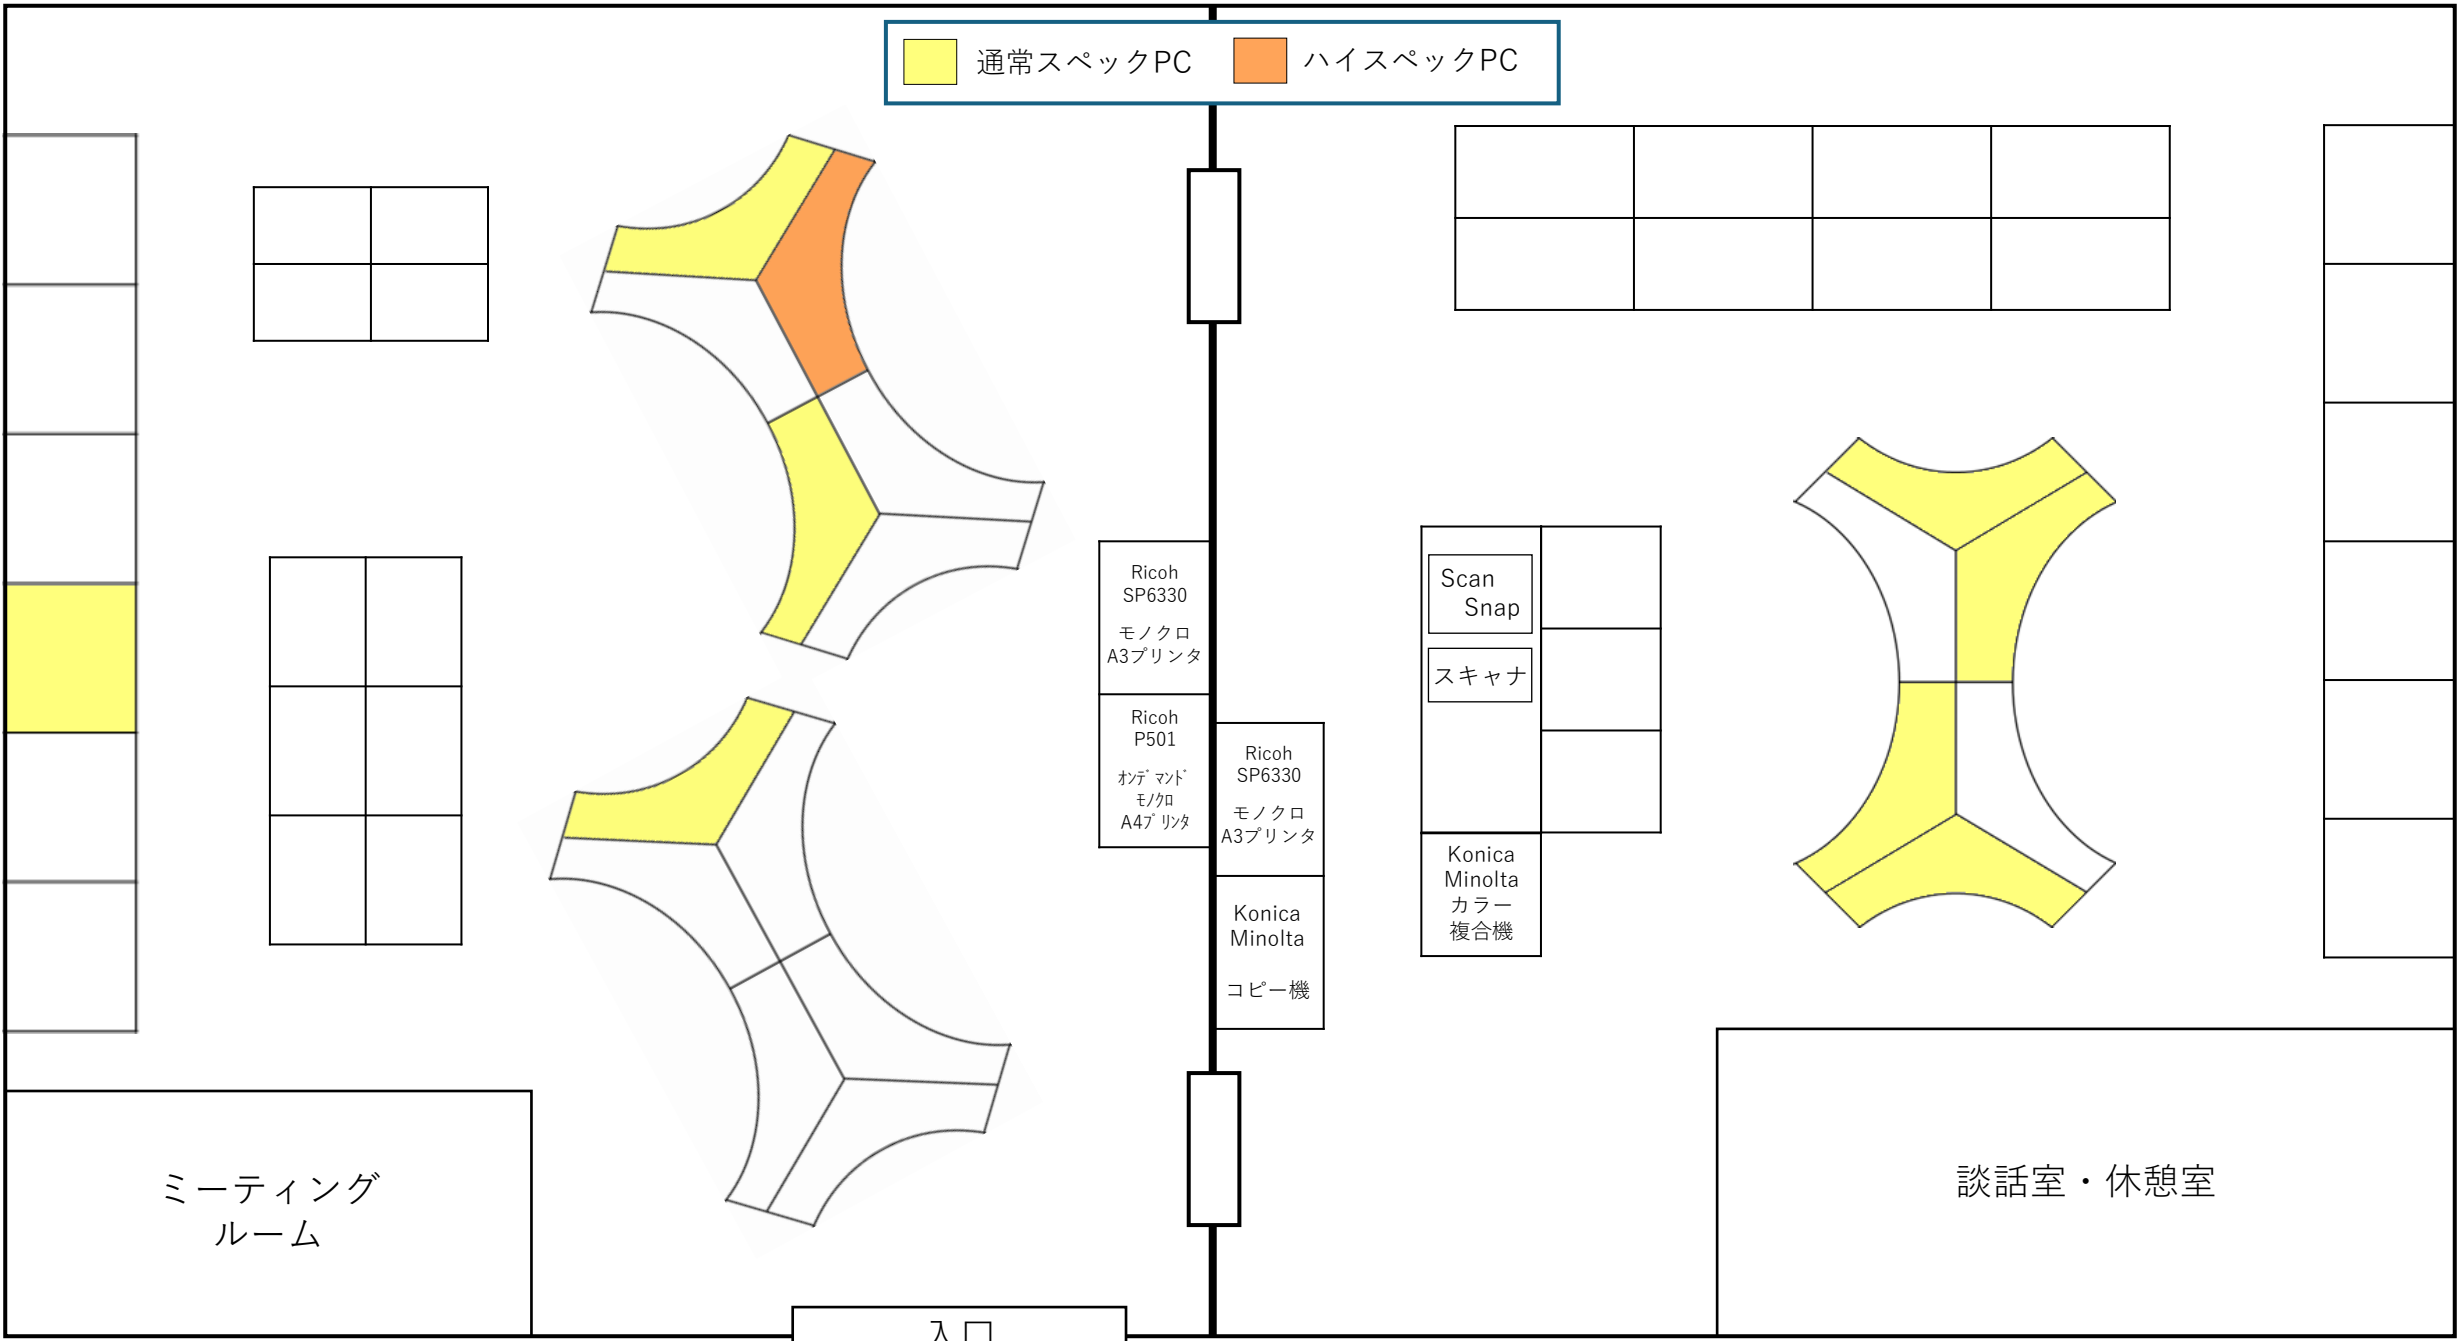 通常スペックPC
ハイスペックPC
Ricoh
SP6330
モノクロ
A3プリンタ
Ricoh
P501
ｵﾝﾃﾞﾏﾝﾄﾞ
ﾓﾉｸﾛ
A4ﾌﾟﾘﾝﾀ
Ricoh
SP6330
モノクロ
A3プリンタ
Konica
Minolta
コピー機
Scan
Snap
スキャナ
Konica
Minolta
カラー
複合機
ミーティング
ルーム
談話室・休憩室
入口